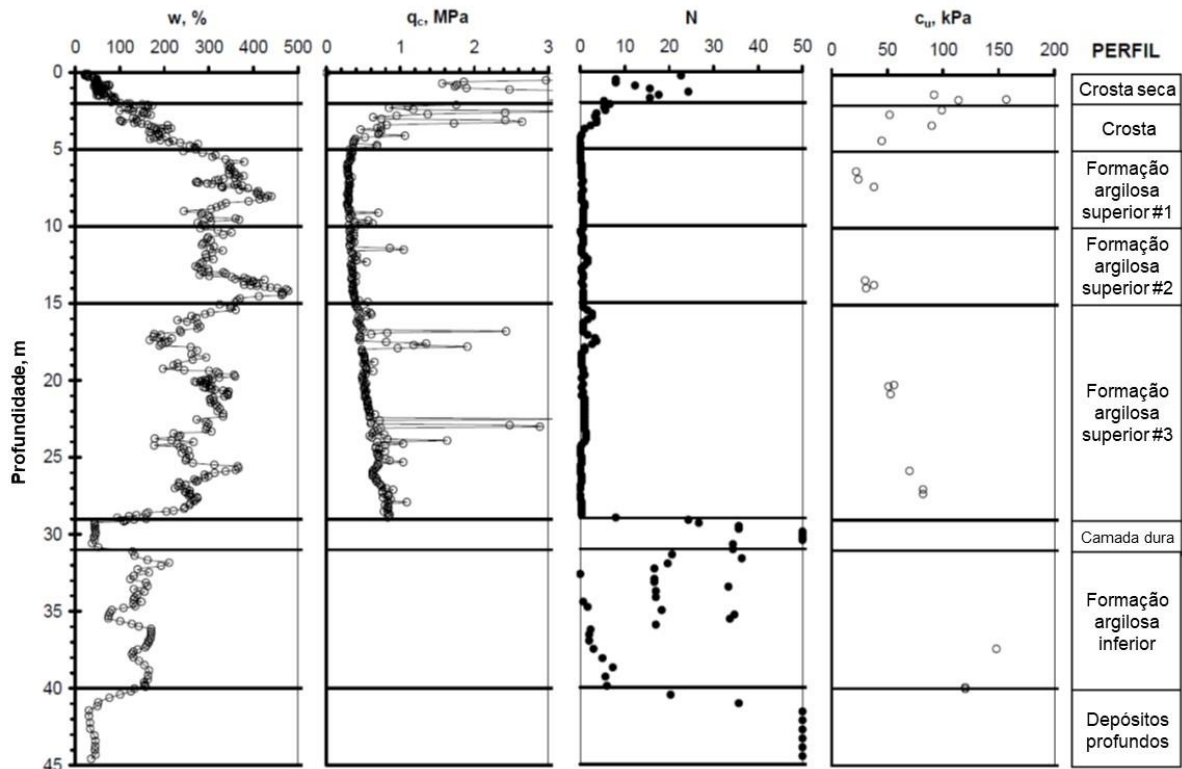 w, %
0 100 200 300 400 500
q_c, MPa
0 1 2 3
N
0 10 20 30 40 50
c_u, kPa
0 50 100 150 200
PERFIL
Profundidade, m
0
5
10
15
20
25
30
35
40
45
Crosta seca
Crosta
Formação
argilosa
superior #1
Formação
argilosa
superior #2
Formação
argilosa
superior #3
Camada dura
Formação
argilosa
inferior
Depósitos
profundos